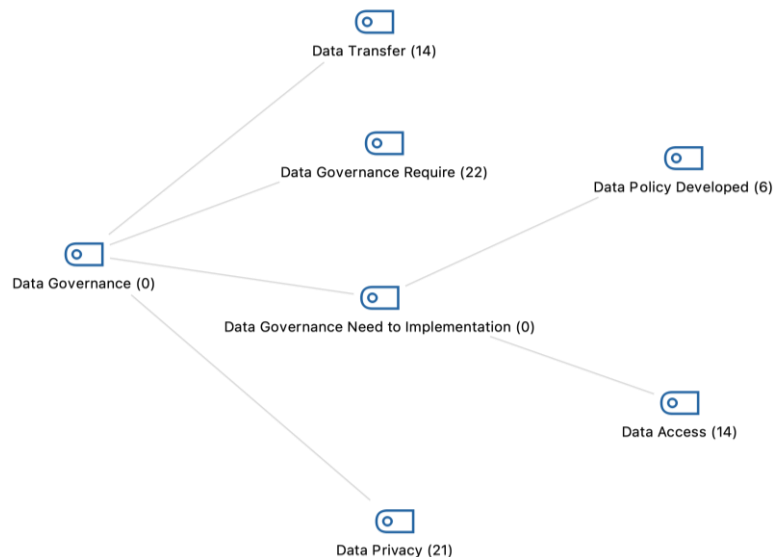 Data Transfer (14)
Data Governance Require (22)
Data Policy Developed (6)
Data Governance (0)
Data Governance Need to Implementation (0)
Data Access (14)
Data Privacy (21)